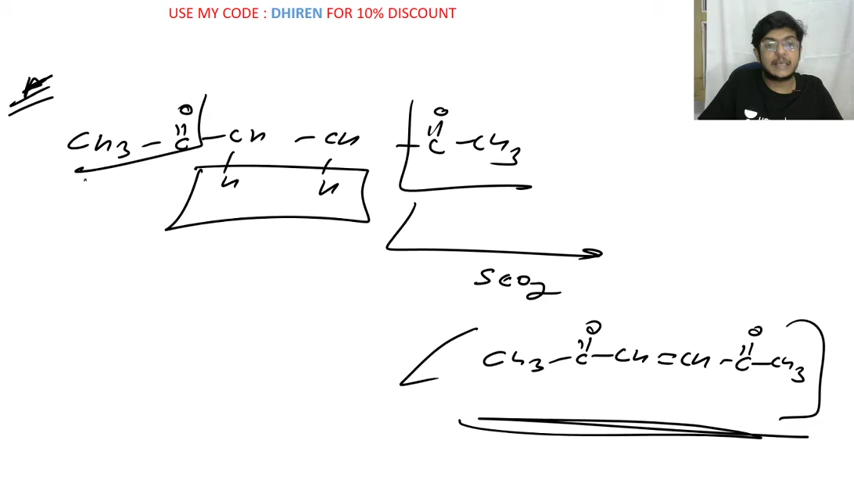 USE MY CODE : DHIREN FOR 10% DISCOUNT
O O
CH3 — C — CH — CH — C — CH3
H H
SeO2
O O
CH3 — C — CH = CH — C — CH3